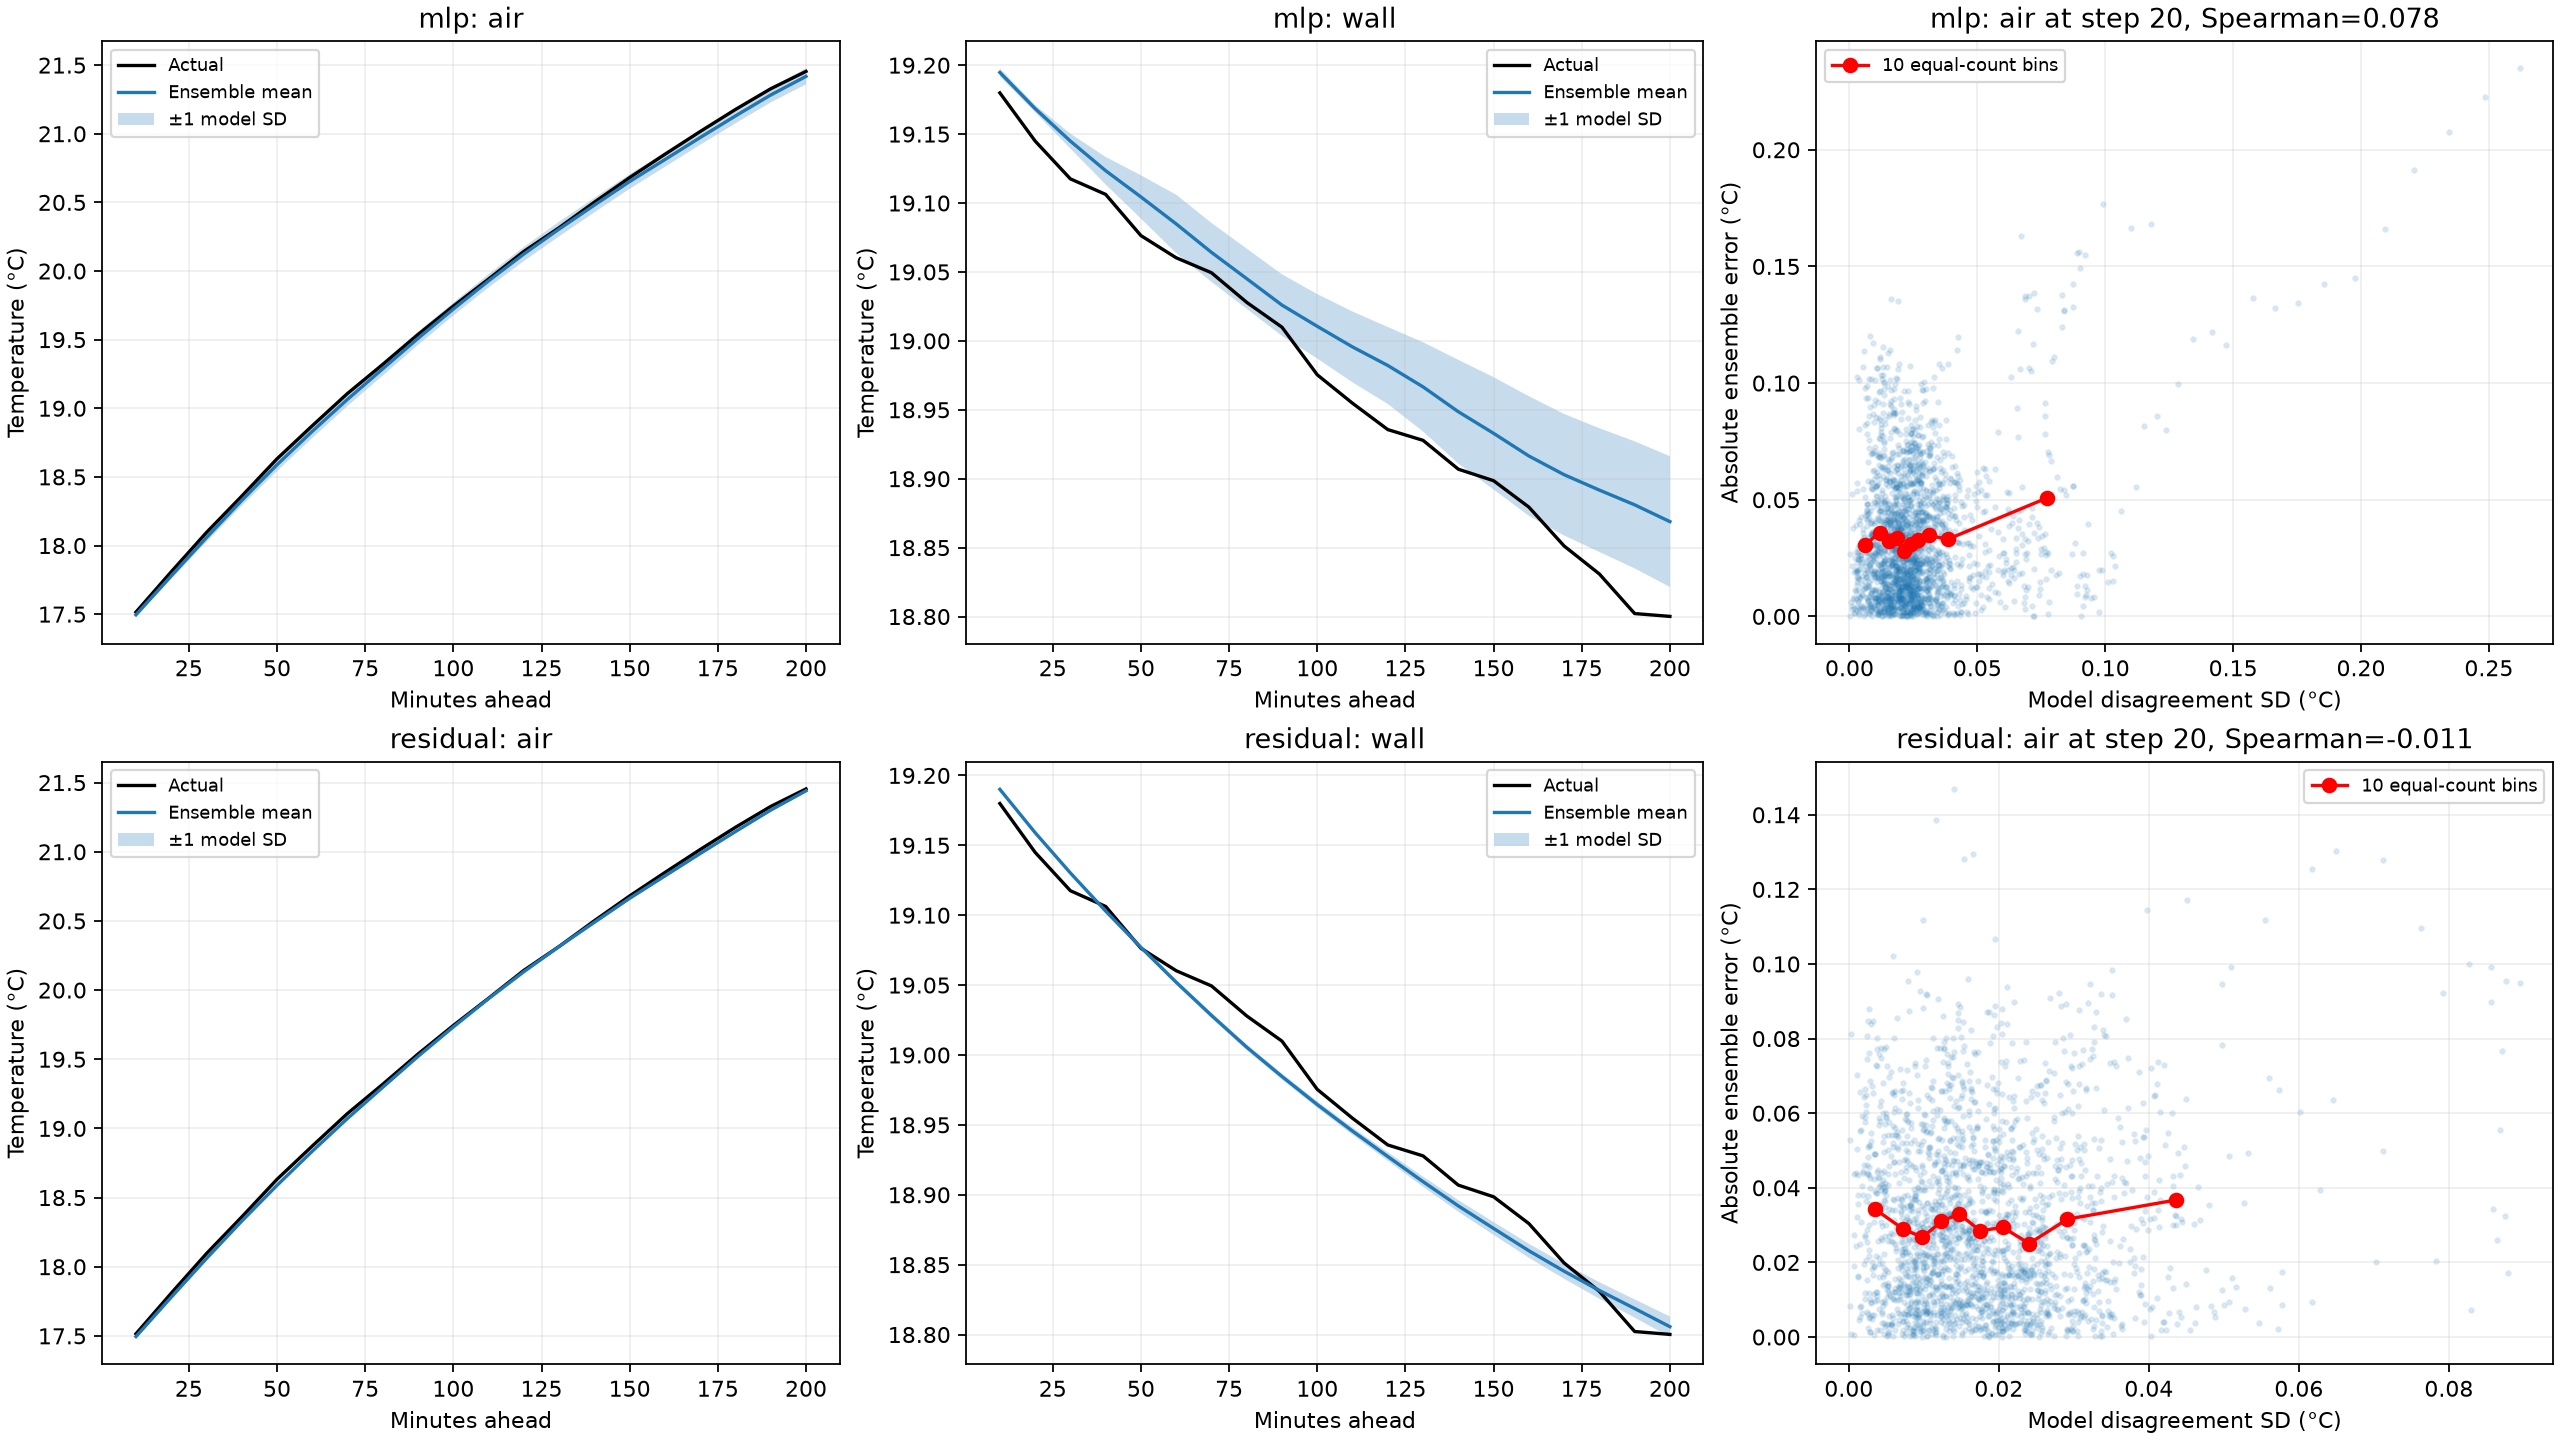 mlp: air
21.5
21.0
20.5
20.0
19.5
19.0
18.5
18.0
17.5
Temperature (°C)
Actual
Ensemble mean
±1 model SD
25 50 75 100 125 150 175 200
Minutes ahead
mlp: wall
19.20
19.15
19.10
19.05
19.00
18.95
18.90
18.85
18.80
Temperature (°C)
Actual
Ensemble mean
±1 model SD
25 50 75 100 125 150 175 200
Minutes ahead
mlp: air at step 20, Spearman=0.078
0.20
0.15
0.10
0.05
0.00
Absolute ensemble error (°C)
10 equal-count bins
0.00 0.05 0.10 0.15 0.20 0.25
Model disagreement SD (°C)
residual: air
21.5
21.0
20.5
20.0
19.5
19.0
18.5
18.0
17.5
Temperature (°C)
Actual
Ensemble mean
±1 model SD
25 50 75 100 125 150 175 200
Minutes ahead
residual: wall
19.20
19.15
19.10
19.05
19.00
18.95
18.90
18.85
18.80
Temperature (°C)
Actual
Ensemble mean
±1 model SD
25 50 75 100 125 150 175 200
Minutes ahead
residual: air at step 20, Spearman=-0.011
0.14
0.12
0.10
0.08
0.06
0.04
0.02
0.00
Absolute ensemble error (°C)
10 equal-count bins
0.00 0.02 0.04 0.06 0.08
Model disagreement SD (°C)